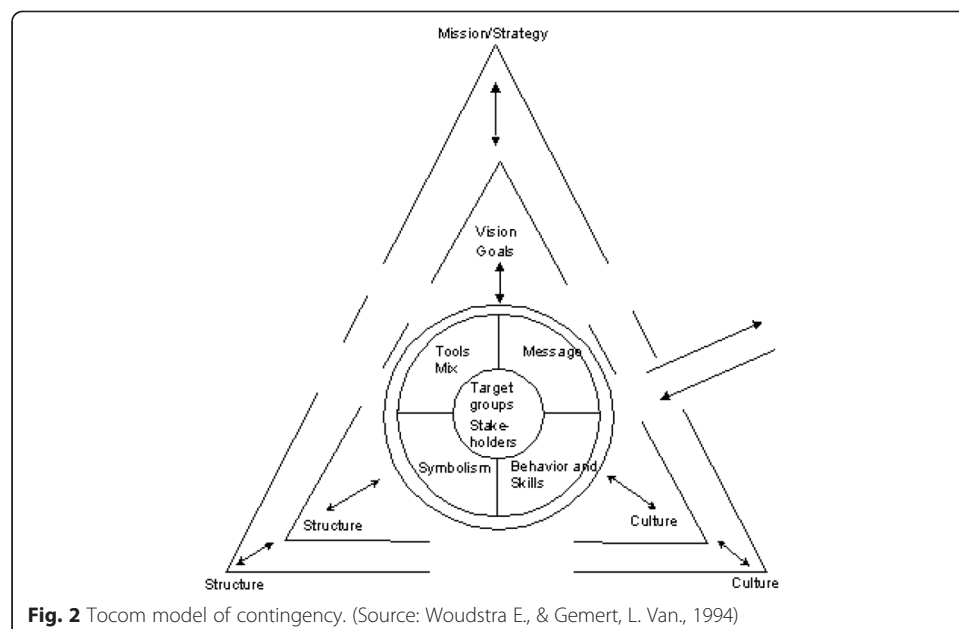 Mission/Strategy
Vision
Goals
Tools
Mix
Message
Target
groups
Stake-
holders
Symbolism
Behavior and
Skills
Structure
Culture
Structure
Culture
Fig. 2 Tocom model of contingency. (Source: Woudstra E., & Gemert, L. Van., 1994)